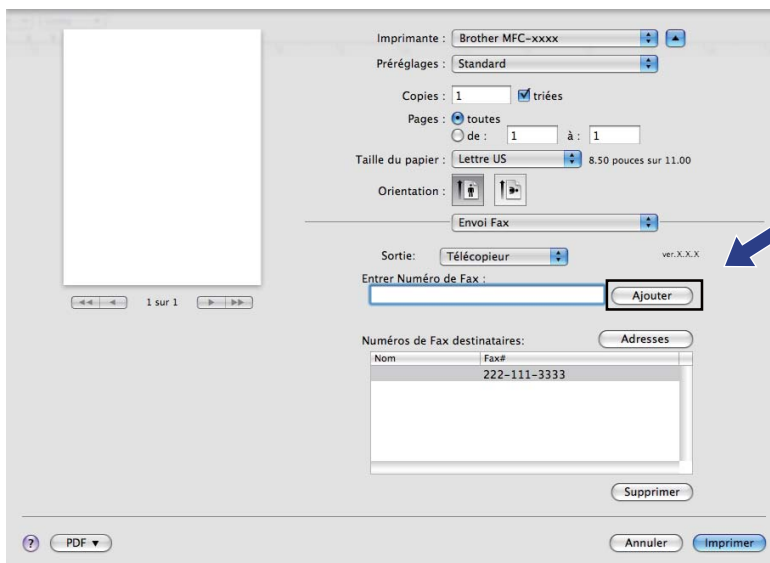 Imprimante : Brother MFC-xxxx
Préréglages : Standard
Copies : 1 triées
Pages : toutes
de : 1 à : 1
Taille du papier : Lettre US 8.50 pouces sur 11.00
Orientation :
Envoi Fax
Sortie: Télécopieur ver.X.X.X
Entrer Numéro de Fax :
Ajouter
1 sur 1
Numéros de Fax destinataires: Adresses
Nom Fax#
222-111-3333
Supprimer
? PDF ▼ Annuler Imprimer